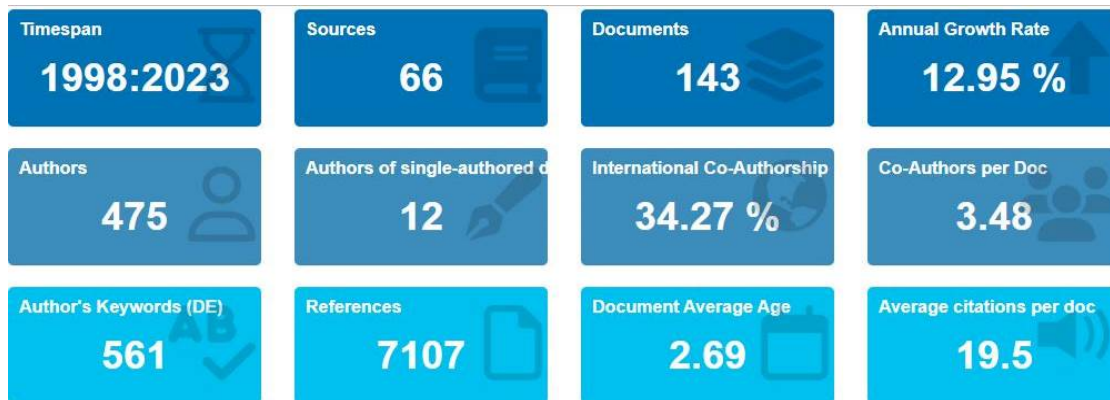 Timespan
1998:2023
Sources
66
Documents
143
Annual Growth Rate
12.95 %
Authors
475
Authors of single-authored d
12
International Co-Authorship
34.27 %
Co-Authors per Doc
3.48
Author's Keywords (DE)
561
References
7107
Document Average Age
2.69
Average citations per doc
19.5
AB